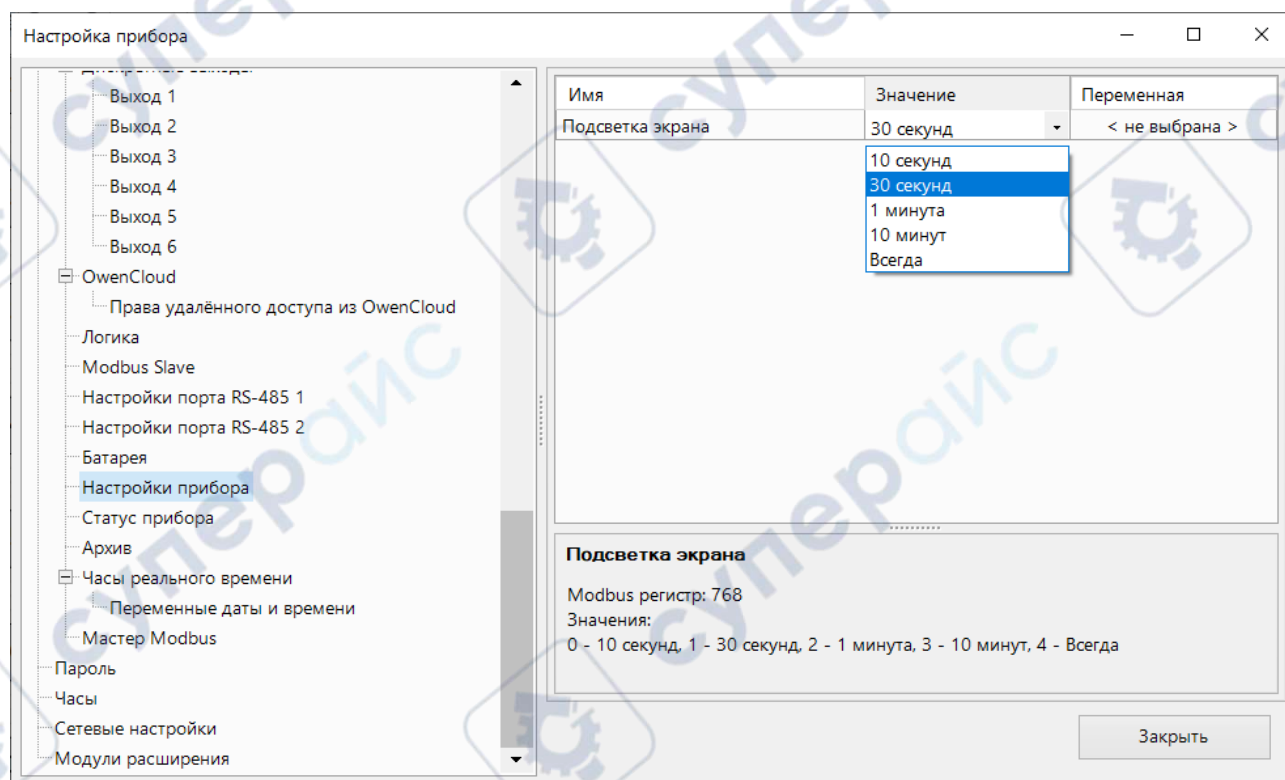 Настройка прибора
Выход 1
Выход 2
Выход 3
Выход 4
Выход 5
Выход 6
OwenCloud
Права удалённого доступа из OwenCloud
Логика
Modbus Slave
Настройки порта RS-485 1
Настройки порта RS-485 2
Батарея
Настройки прибора
Статус прибора
Архив
Часы реального времени
Переменные даты и времени
Мастер Modbus
Пароль
Часы
Сетевые настройки
Модули расширения
Имя Значение Переменная
Подсветка экрана 30 секунд < не выбрана >
10 секунд
30 секунд
1 минута
10 минут
Всегда
Подсветка экрана
Modbus регистр: 768
Значения:
0 - 10 секунд, 1 - 30 секунд, 2 - 1 минута, 3 - 10 минут, 4 - Всегда
Закрыть
суперайс